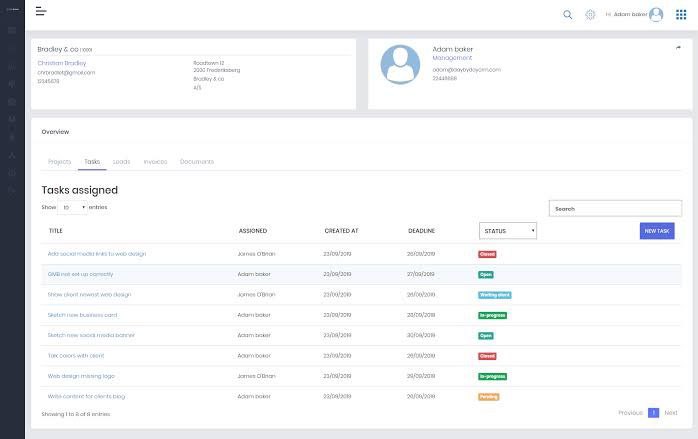 Hi, Adam baker
Bradley & co
Christian Bradley
chrbradlet@gmail.com
12345678
Roadtown 12
2000 Frederiksberg
Bradley & co
A/S
Adam baker
Management
adam@daybydaycrm.com
22446688
Overview
Projects Tasks Leads Invoices Documents
Tasks assigned
Show 10 entries
Search
TITLE ASSIGNED CREATED AT DEADLINE STATUS NEW TASK
Add social media links to web design James O'Brian 23/09/2019 26/09/2019 Closed
GMB not set up correctly Adam baker 23/09/2019 27/09/2019 Open
Show client newest web design James O'Brian 23/09/2019 26/09/2019 Waiting client
Sketch new business card Adam baker 23/09/2019 28/09/2019 In-progress
Sketch new social media banner Adam baker 23/09/2019 30/09/2019 Open
Talk colors with client Adam baker 23/09/2019 26/09/2019 Closed
Web design missing logo James O'Brian 23/09/2019 29/09/2019 In-progress
Write content for clients blog Adam baker 23/09/2019 26/09/2019 Pending
Showing 1 to 8 of 8 entries
Previous 1 Next